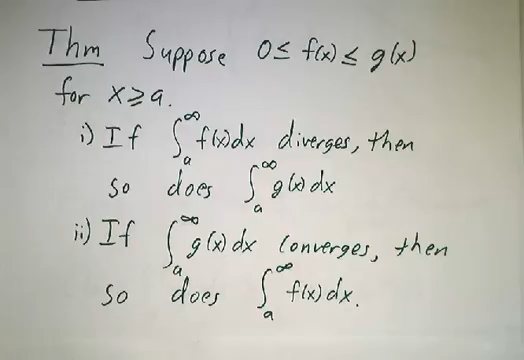 Thm Suppose 0≤ f(x) ≤ g(x)
for x≥a.
i) If ∫_a^∞ f(x)dx diverges, then
so does ∫_a^∞ g(x)dx
ii) If ∫_a^∞ g(x)dx converges, then
so does ∫_a^∞ f(x)dx.